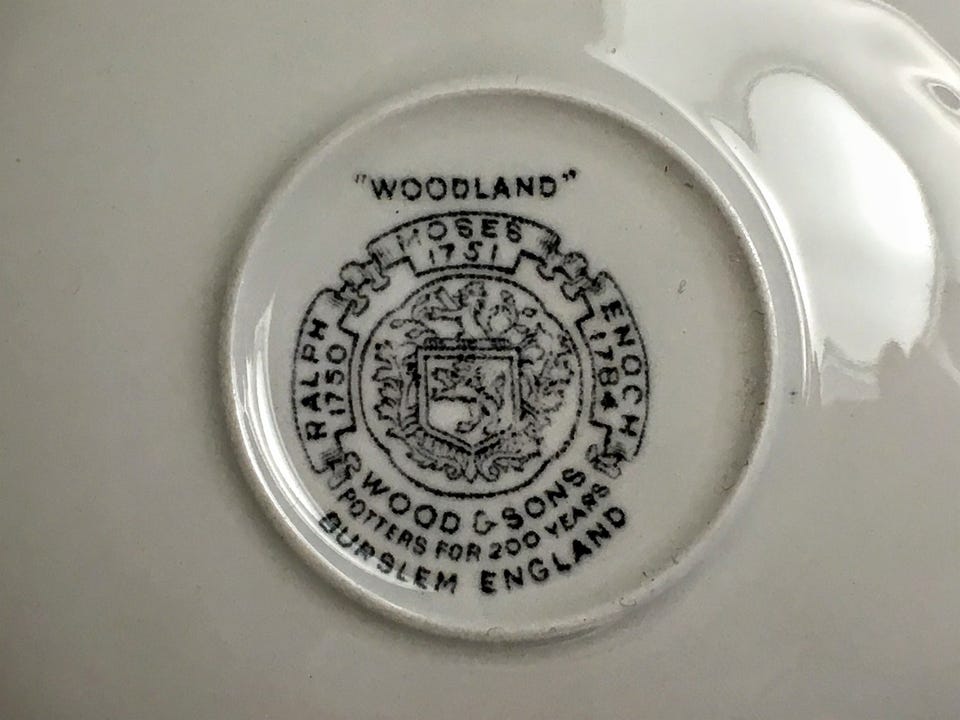 "WOODLAND"
MOSES
1751
RALPH
1750
ENOCH
1784
WOOD & SONS
POTTERS FOR 200 YEARS
BURSLEM ENGLAND